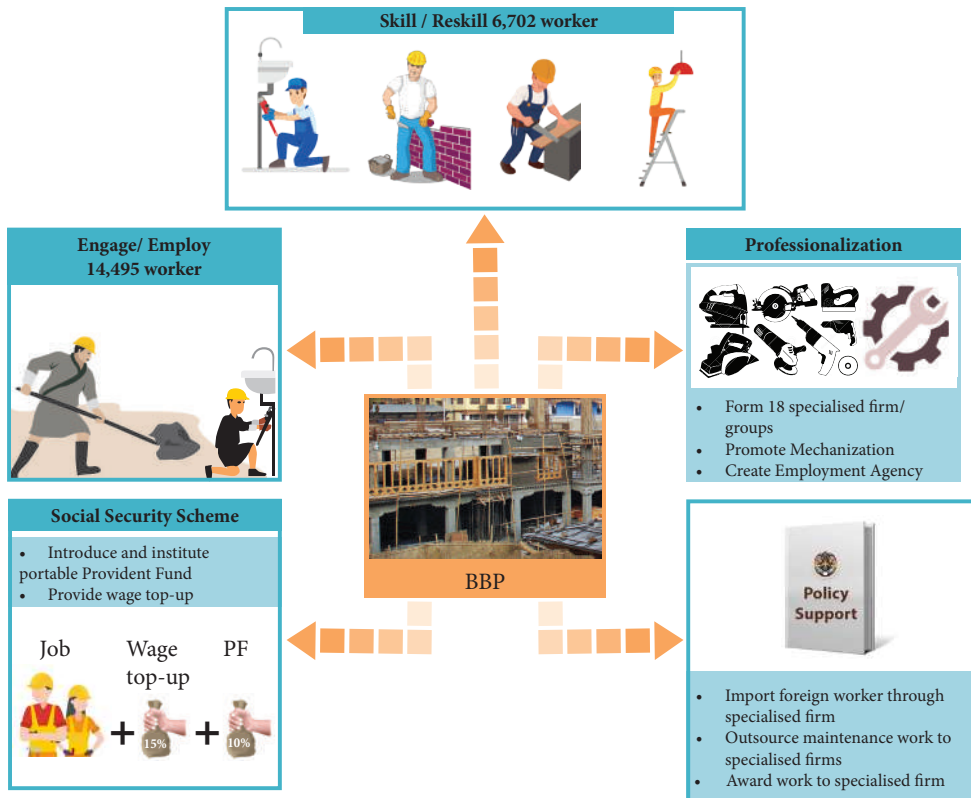 Skill / Reskill 6,702 worker
Engage/ Employ
14,495 worker
Professionalization
• Form 18 specialised firm/
groups
• Promote Mechanization
• Create Employment Agency
Social Security Scheme
• Introduce and institute
portable Provident Fund
• Provide wage top-up
Job
Wage
top-up
PF
+
15%
+
10%
BBP
Policy
Support
• Import foreign worker through
specialised firm
• Outsource maintenance work to
specialised firms
• Award work to specialised firm